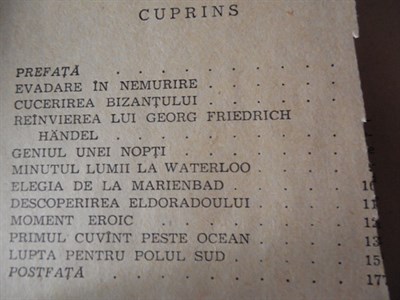 CUPRINS
PREFAȚĂ . . . . . . .
EVADARE ÎN NEMURIRE . . . .
CUCERIREA BIZANȚULUI . . . .
REÎNVIEREA LUI GEORG FRIEDRICH
HÄNDEL . . . . . . .
GENIUL UNEI NOPȚI . . . . .
MINUTUL LUMII LA WATERLOO . . .
ELEGIA DE LA MARIENBAD . . . .
DESCOPERIREA ELDORADOULUI . . .
MOMENT EROIC . . . . . .
PRIMUL CUVÎNT PESTE OCEAN . . .
LUPTA PENTRU POLUL SUD . . . .
POSTFAȚĂ . . . . . . . 177